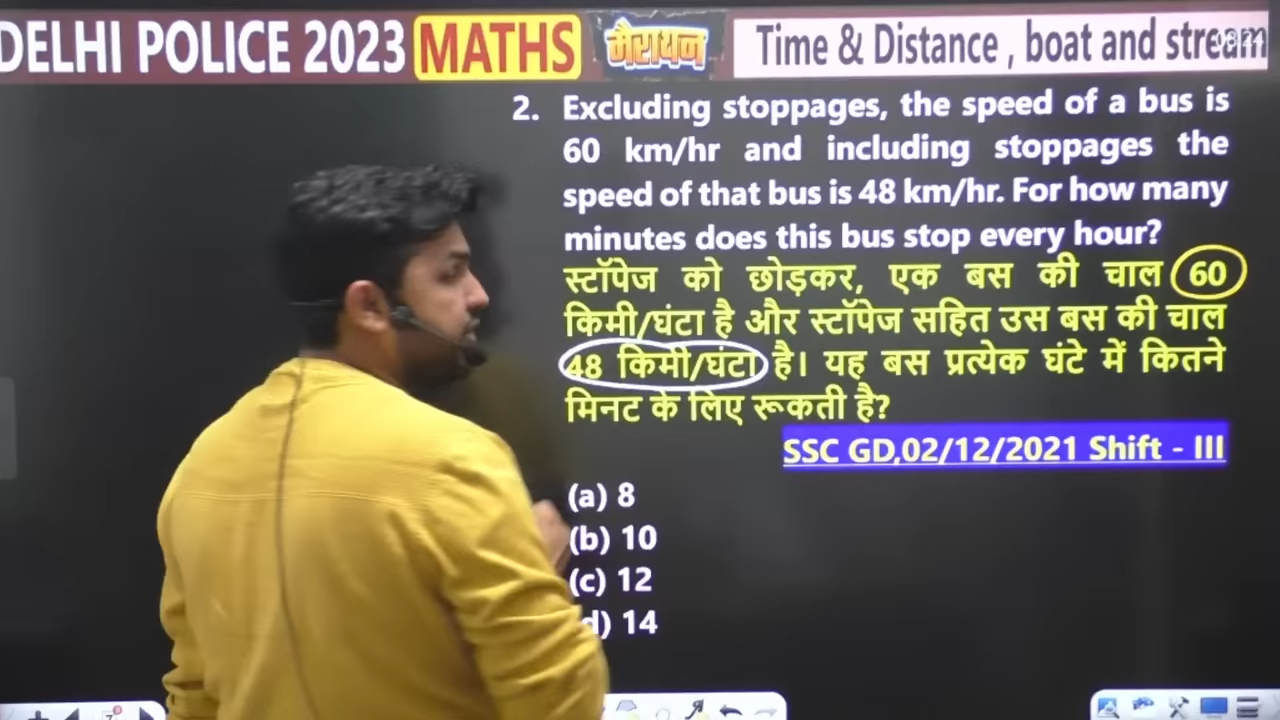 DELHI POLICE 2023 MATHS मैराथन Time & Distance , boat and stream
2. Excluding stoppages, the speed of a bus is
60 km/hr and including stoppages the
speed of that bus is 48 km/hr. For how many
minutes does this bus stop every hour?
स्टॉपेज को छोड़कर, एक बस की चाल 60
किमी/घंटा है और स्टॉपेज सहित उस बस की चाल
48 किमी/घंटा है। यह बस प्रत्येक घंटे में कितने
मिनट के लिए रूकती है?
SSC GD,02/12/2021 Shift - III
(a) 8
(b) 10
(c) 12
d) 14